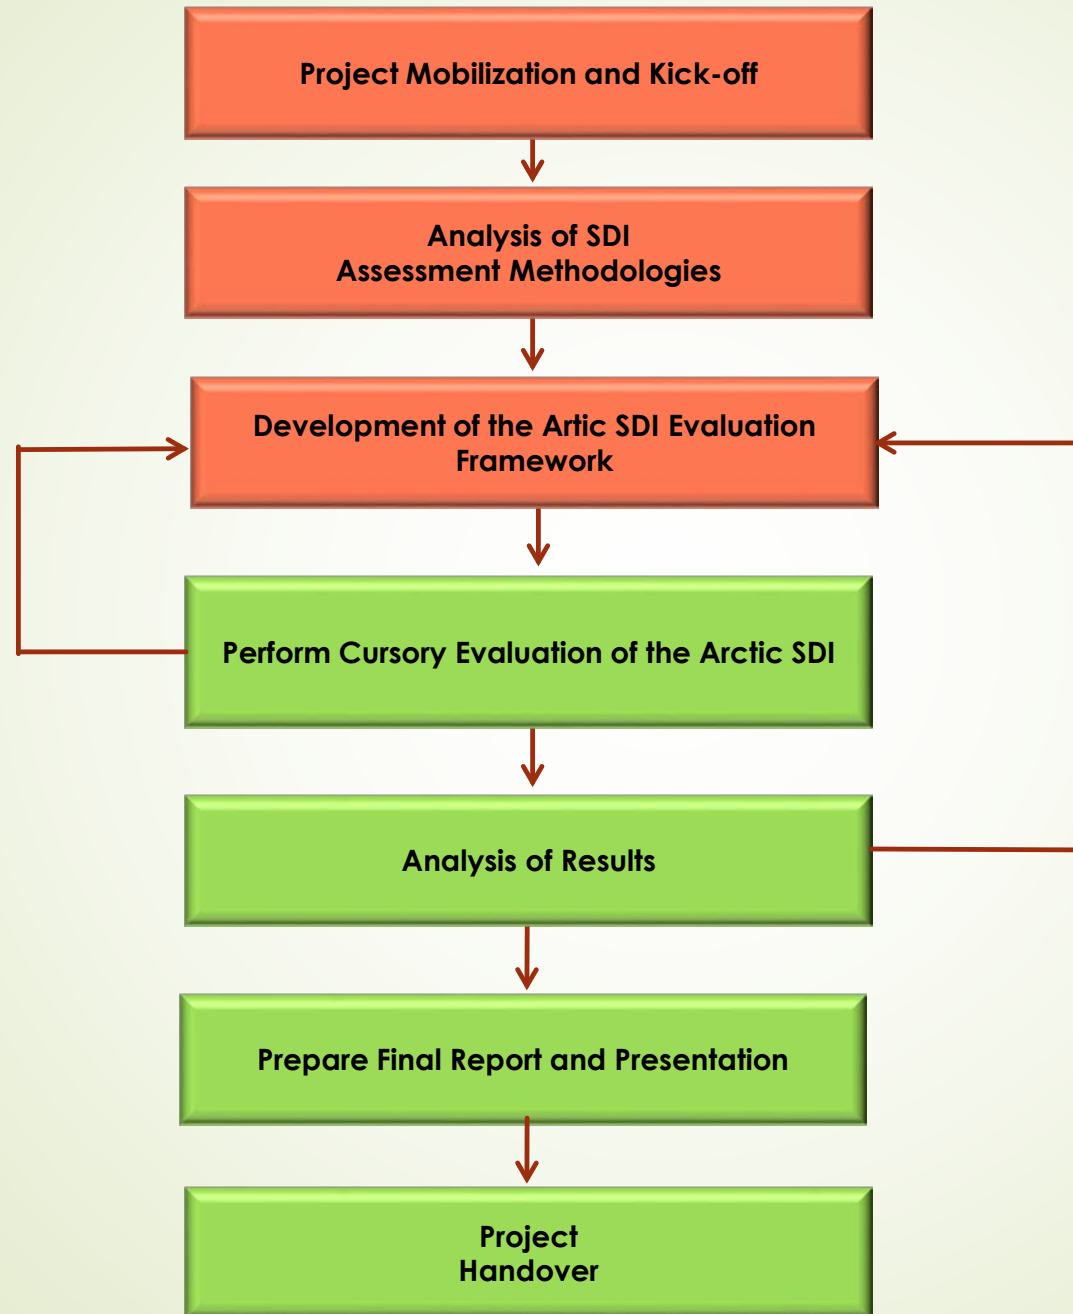 Project Mobilization and Kick-off
Analysis of SDI
Assessment Methodologies
Development of the Artic SDI Evaluation
Framework
Perform Cursory Evaluation of the Arctic SDI
Analysis of Results
Prepare Final Report and Presentation
Project
Handover